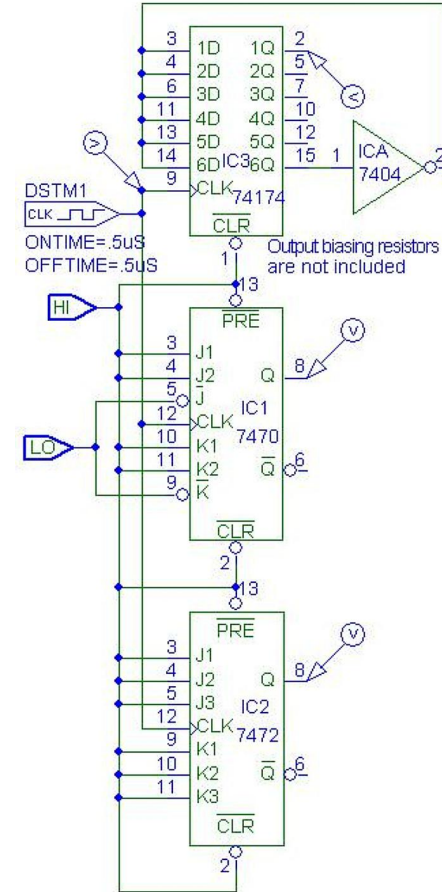 3 1D 1Q 2
4 2D 2Q 5
6 3D 3Q 7
11 4D 4Q 10
13 5D 5Q 12
14 6D IC3 6Q 15 1 ICA 7404 2
> <
9 CLK 74174
DSTM1
CLK
CLR
ONTIME=.5uS
OFFTIME=.5uS
1
Output biasing resistors
are not included
HI
13
PRE
V
3 J1 Q 8
4 J2
5 J
12 CLK IC1 7470
LO
10 K1
11 K2 Q 6
9 K
CLR
2
13
PRE
V
3 J1 Q 8
4 J2
5 J3 IC2
12 CLK 7472
9 K1
10 K2 Q 6
11 K3
CLR
2